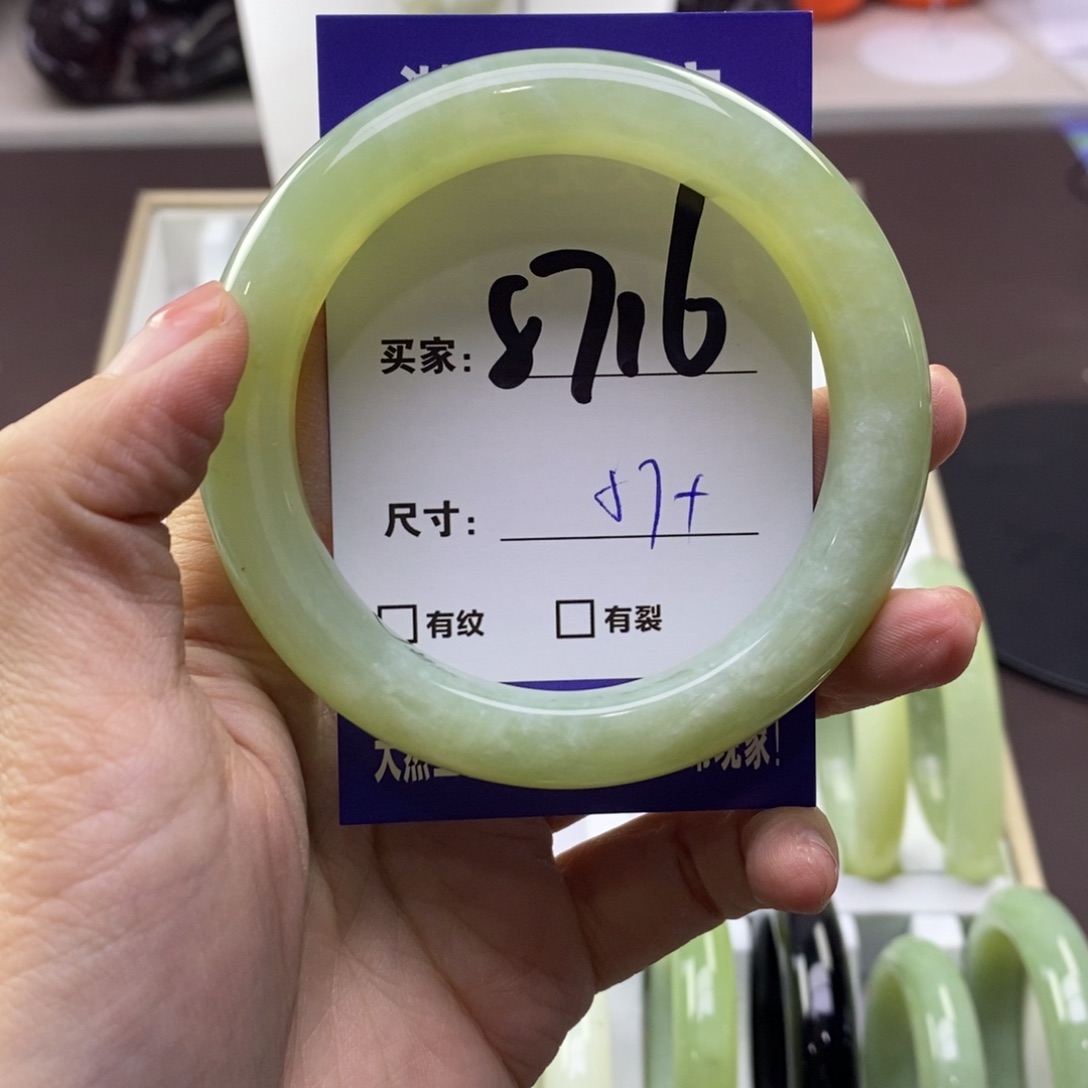 买家: 8716
尺寸: 57+
□有纹 □有裂